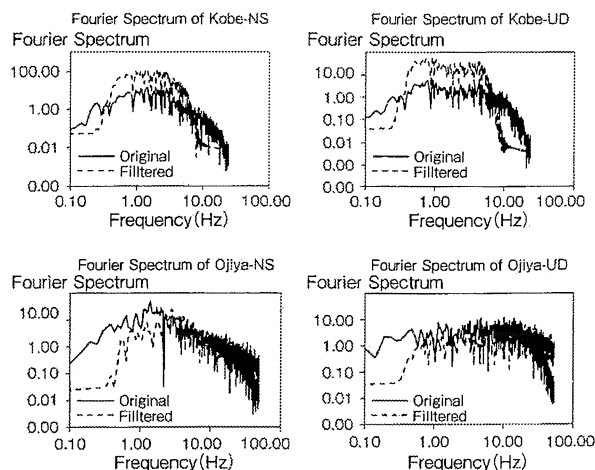 Fourier Spectrum of Kobe-NS
Fourier Spectrum
100.00
1.00
0.01
0.00
Original
Filltered
0.10 1.00 10.00 100.00
Frequency(Hz)
Fourier Spectrum of Kobe-UD
Fourier Spectrum
10.00
1.00
0.10
0.01
0.00
Original
Filltered
0.10 1.00 10.00 100.00
Frequency(Hz)
Fourier Spectrum of Ojiya-NS
Fourier Spectrum
10.00
1.00
0.10
0.01
0.00
Original
Filltered
0.10 1.00 10.00 100.00
Frequency(Hz)
Fourier Spectrum of Ojiya-UD
Fourier Spectrum
10.00
1.00
0.10
0.01
0.00
Original
Filltered
0.10 1.00 10.00 100.00
Frequency(Hz)